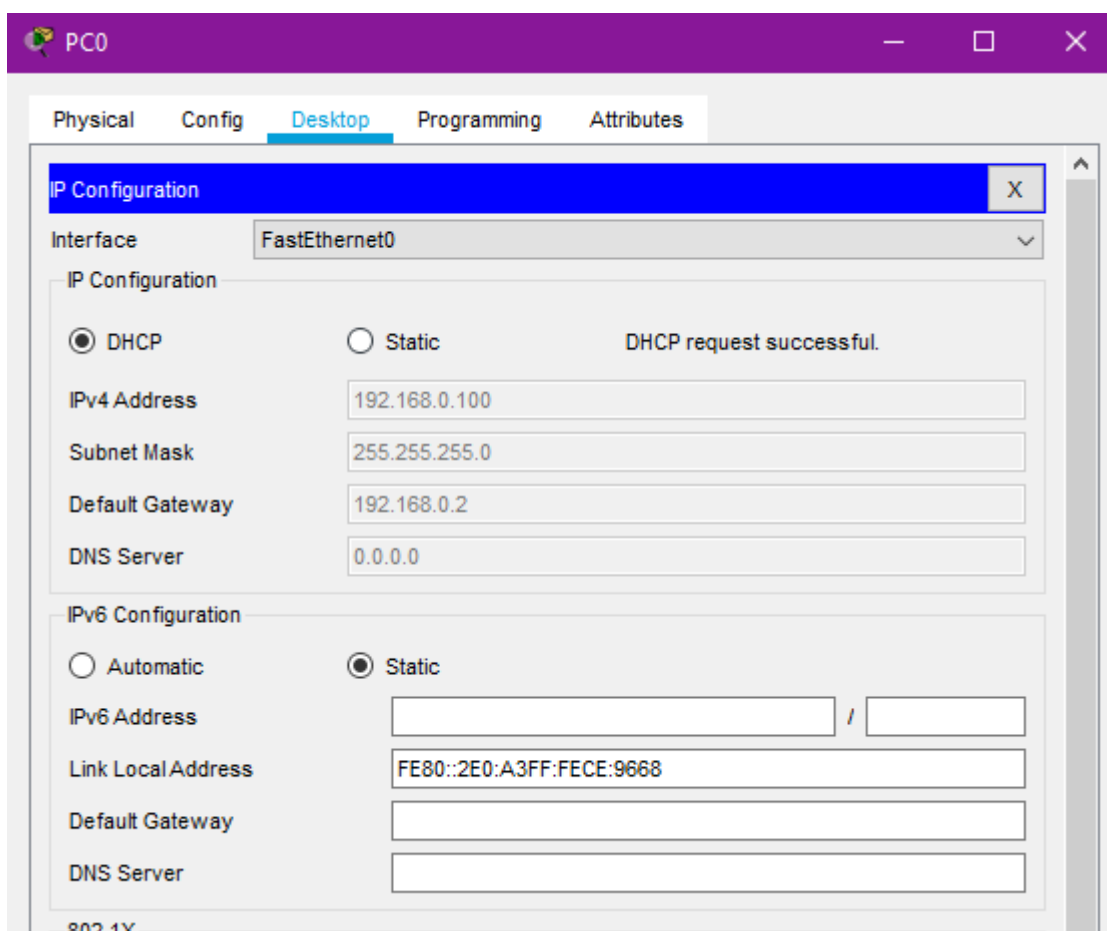 PC0
Physical Config Desktop Programming Attributes
IP Configuration X
Interface FastEthernet0
IP Configuration
DHCP Static DHCP request successful.
IPv4 Address 192.168.0.100
Subnet Mask 255.255.255.0
Default Gateway 192.168.0.2
DNS Server 0.0.0.0
IPv6 Configuration
Automatic Static
IPv6 Address /
Link Local Address FE80::2E0:A3FF:FECE:9668
Default Gateway
DNS Server
802.1X